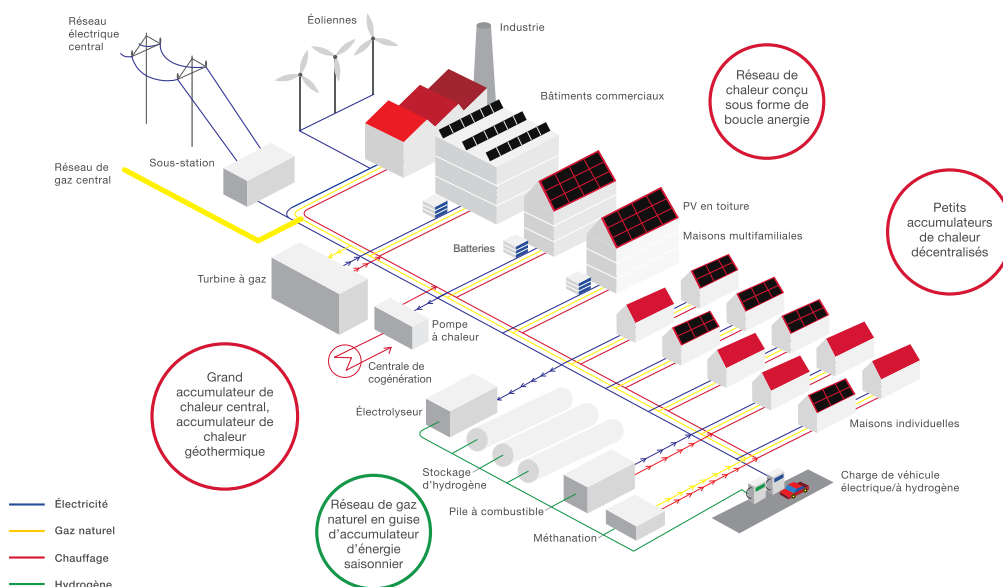 Réseau
électrique
central
Éoliennes
Industrie
Bâtiments commerciaux
Réseau de
chaleur conçu
sous forme de
boucle anergie
Réseau de
gaz central
Sous-station
Petits
accumulateurs
de chaleur
décentralisés
PV en toiture
Maisons multifamiliales
Batteries
Turbine à gaz
Pompe
à chaleur
Centrale de
cogénération
Grand
accumulateur de
chaleur central,
accumulateur de
chaleur
géothermique
Électrolyseur
Maisons individuelles
Stockage
d'hydrogène
Pile à combustible
Méthanation
Charge de véhicule
électrique/à hydrogène
Réseau de gaz
naturel en guise
d'accumulateur
d'énergie
saisonnier
Électricité
Gaz naturel
Chauffage
Hydrogène